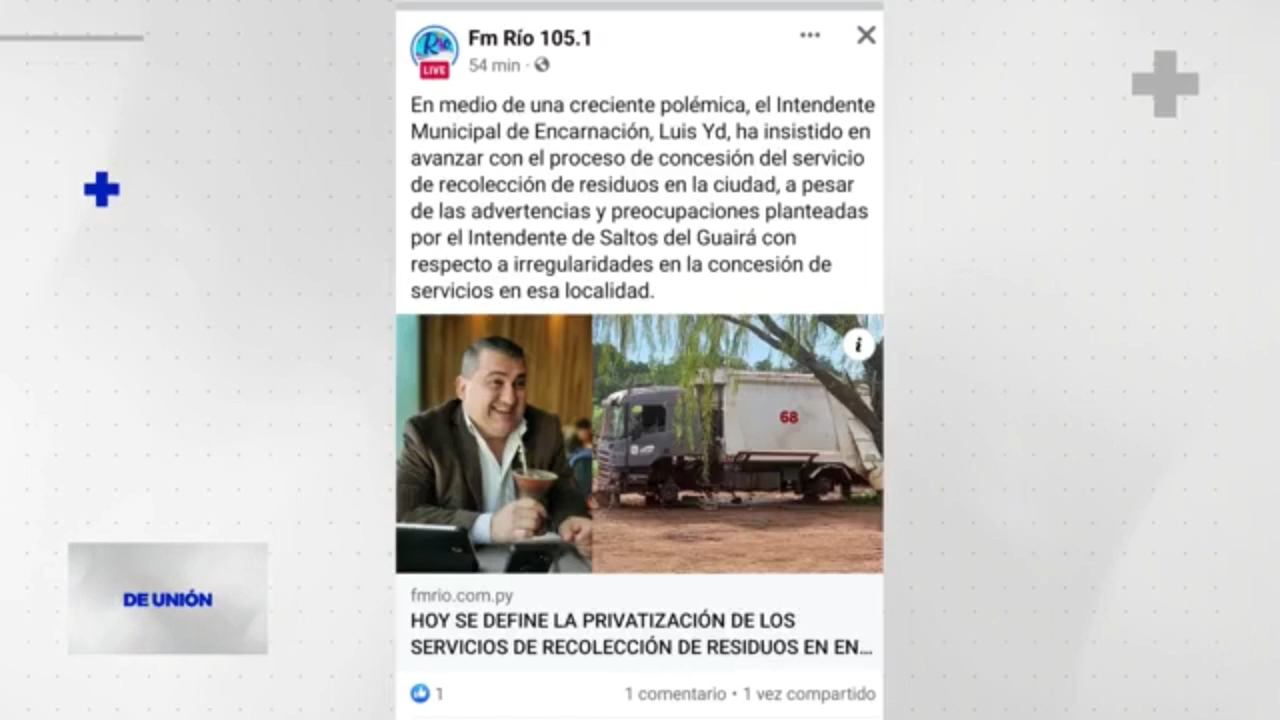 Fm Río 105.1
LIVE
54 min ·
En medio de una creciente polémica, el Intendente
Municipal de Encarnación, Luis Yd, ha insistido en
avanzar con el proceso de concesión del servicio
de recolección de residuos en la ciudad, a pesar
de las advertencias y preocupaciones planteadas
por el Intendente de Saltos del Guairá con
respecto a irregularidades en la concesión de
servicios en esa localidad.
Río
i
68
DE UNIÓN
fmrio.com.py
HOY SE DEFINE LA PRIVATIZACIÓN DE LOS
SERVICIOS DE RECOLECCIÓN DE RESIDUOS EN EN...
1
1 comentario • 1 vez compartido